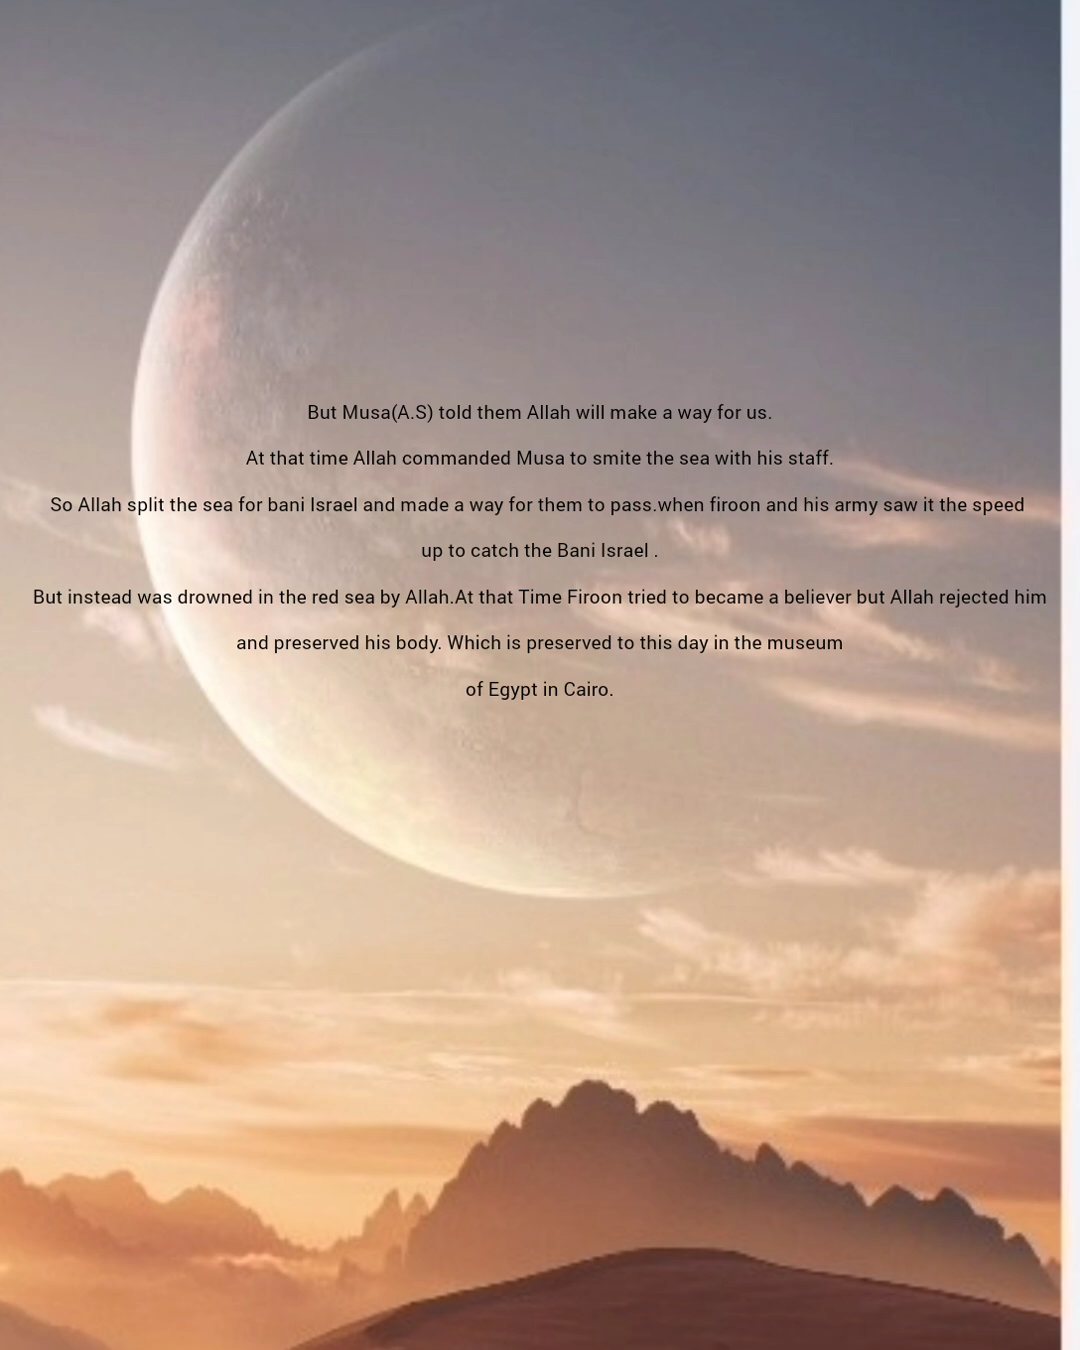 But Musa(A.S) told them Allah will make a way for us.
At that time Allah commanded Musa to smite the sea with his staff.
So Allah split the sea for bani Israel and made a way for them to pass.when firoon and his army saw it the speed
up to catch the Bani Israel .
But instead was drowned in the red sea by Allah.At that Time Firoon tried to became a believer but Allah rejected him
and preserved his body. Which is preserved to this day in the museum
of Egypt in Cairo.